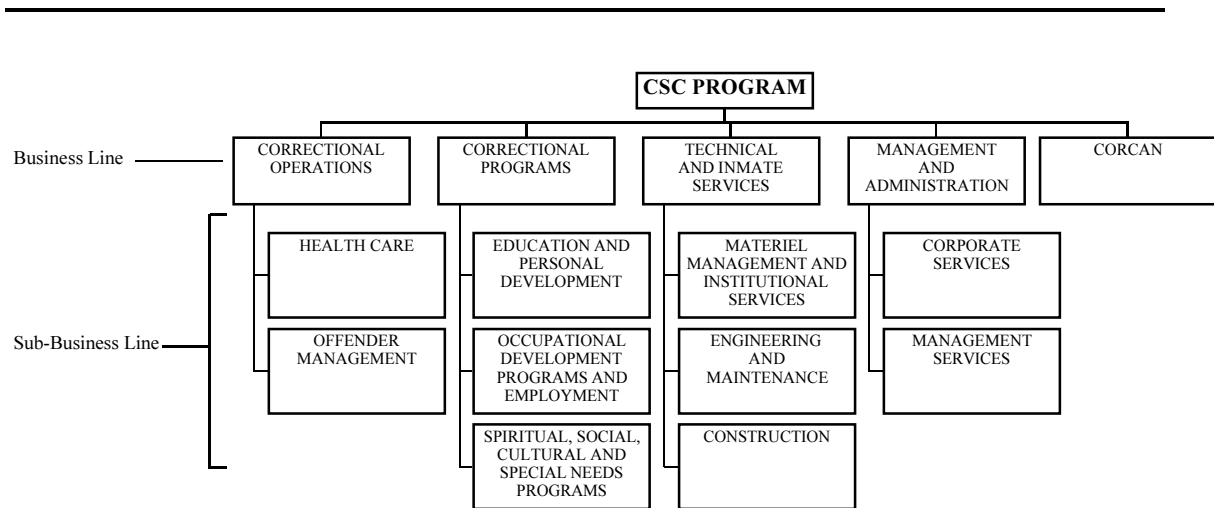 CSC PROGRAM
Business Line
CORRECTIONAL
OPERATIONS
CORRECTIONAL
PROGRAMS
TECHNICAL
AND INMATE
SERVICES
MANAGEMENT
AND
ADMINISTRATION
CORCAN
Sub-Business Line
HEALTH CARE
OFFENDER
MANAGEMENT
EDUCATION AND
PERSONAL
DEVELOPMENT
OCCUPATIONAL
DEVELOPMENT
PROGRAMS AND
EMPLOYMENT
SPIRITUAL, SOCIAL,
CULTURAL AND
SPECIAL NEEDS
PROGRAMS
MATERIEL
MANAGEMENT AND
INSTITUTIONAL
SERVICES
ENGINEERING
AND
MAINTENANCE
CONSTRUCTION
CORPORATE
SERVICES
MANAGEMENT
SERVICES